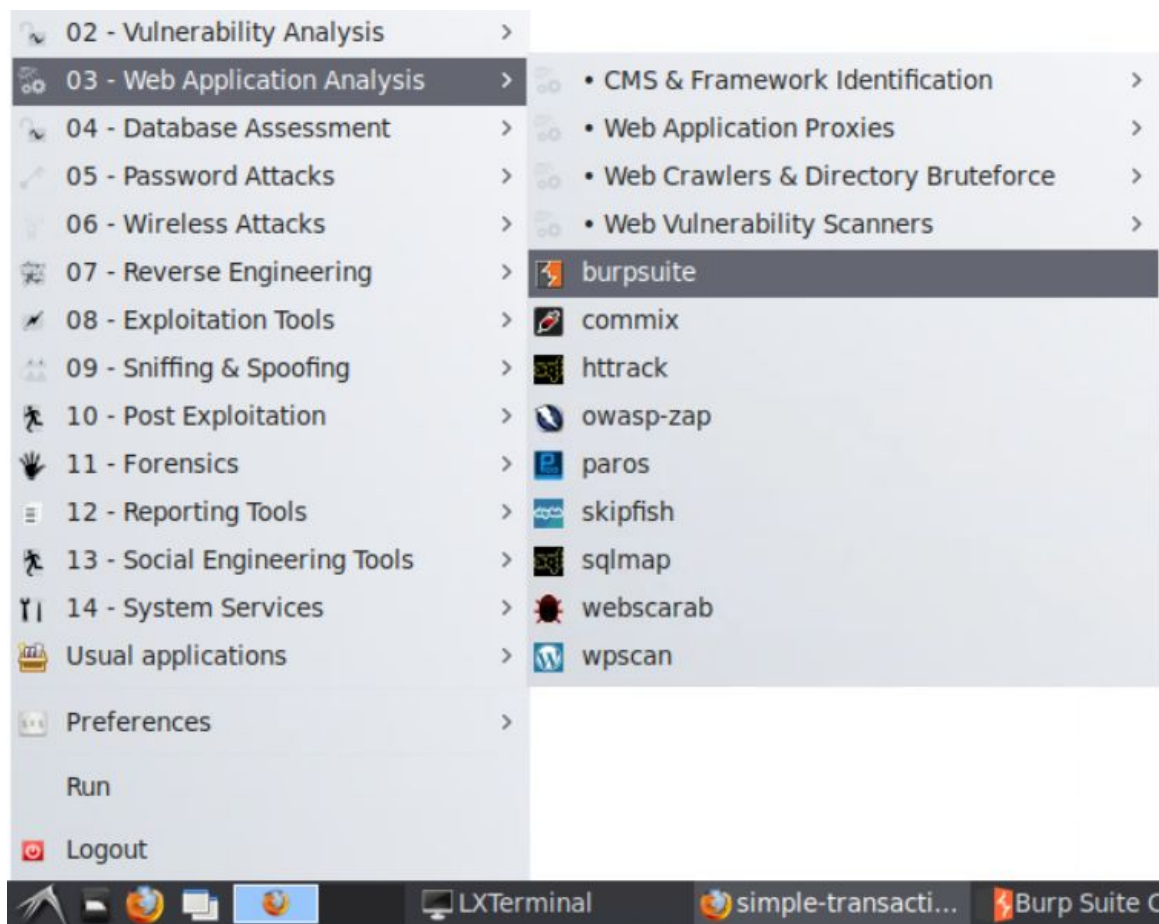 02 - Vulnerability Analysis
03 - Web Application Analysis
04 - Database Assessment
05 - Password Attacks
06 - Wireless Attacks
07 - Reverse Engineering
08 - Exploitation Tools
09 - Sniffing & Spoofing
10 - Post Exploitation
11 - Forensics
12 - Reporting Tools
13 - Social Engineering Tools
14 - System Services
Usual applications
Preferences
Run
Logout
• CMS & Framework Identification
• Web Application Proxies
• Web Crawlers & Directory Bruteforce
• Web Vulnerability Scanners
burpsuite
commix
httrack
owasp-zap
paros
skipfish
sqlmap
webscarab
wpscan
LXTerminal
simple-transacti...
Burp Suite C